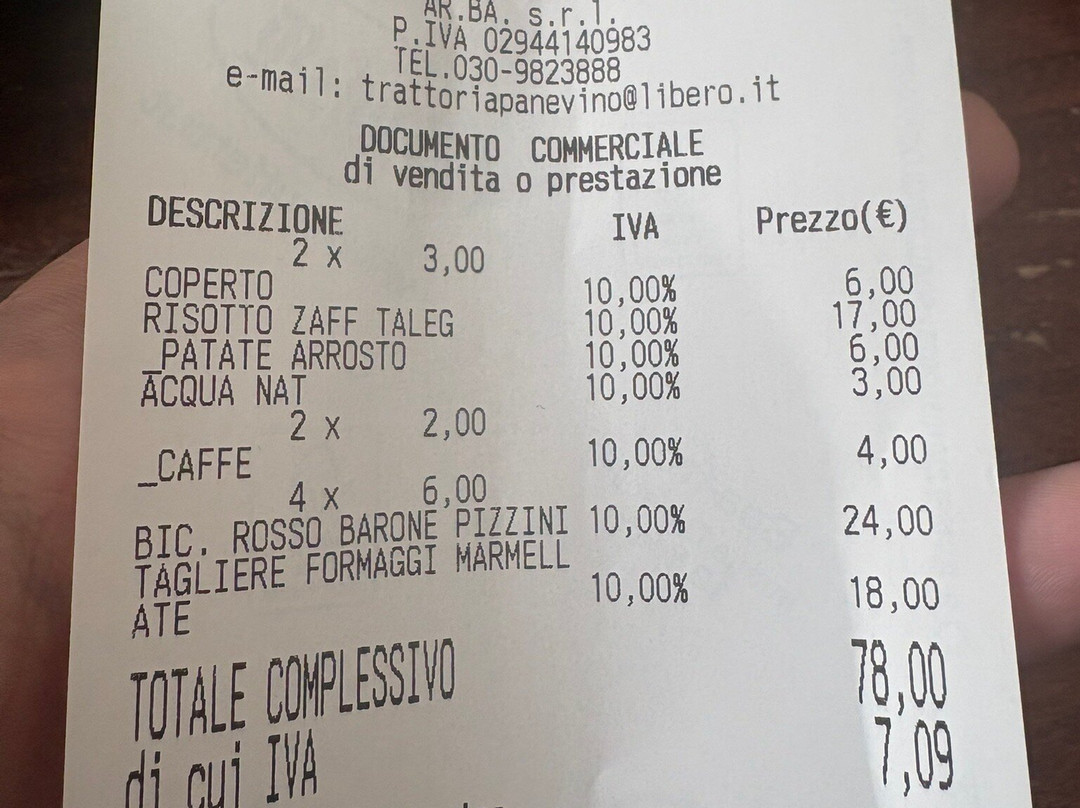 AR.BA. s.r.l.
P.IVA 02944140983
TEL.030-9823888
e-mail: trattoriapanevino@libero.it
DOCUMENTO COMMERCIALE
di vendita o prestazione
DESCRIZIONE IVA Prezzo(€)
2 x 3,00
COPERTO 10,00% 6,00
RISOTTO ZAFF TALEG 10,00% 17,00
_PATATE ARROSTO 10,00% 6,00
ACQUA NAT 10,00% 3,00
2 x 2,00
_CAFFE 10,00% 4,00
4 x 6,00
BIC. ROSSO BARONE PIZZINI 10,00% 24,00
TAGLIERE FORMAGGI MARMELL
ATE 10,00% 18,00
TOTALE COMPLESSIVO 78,00
di cui IVA 7,09